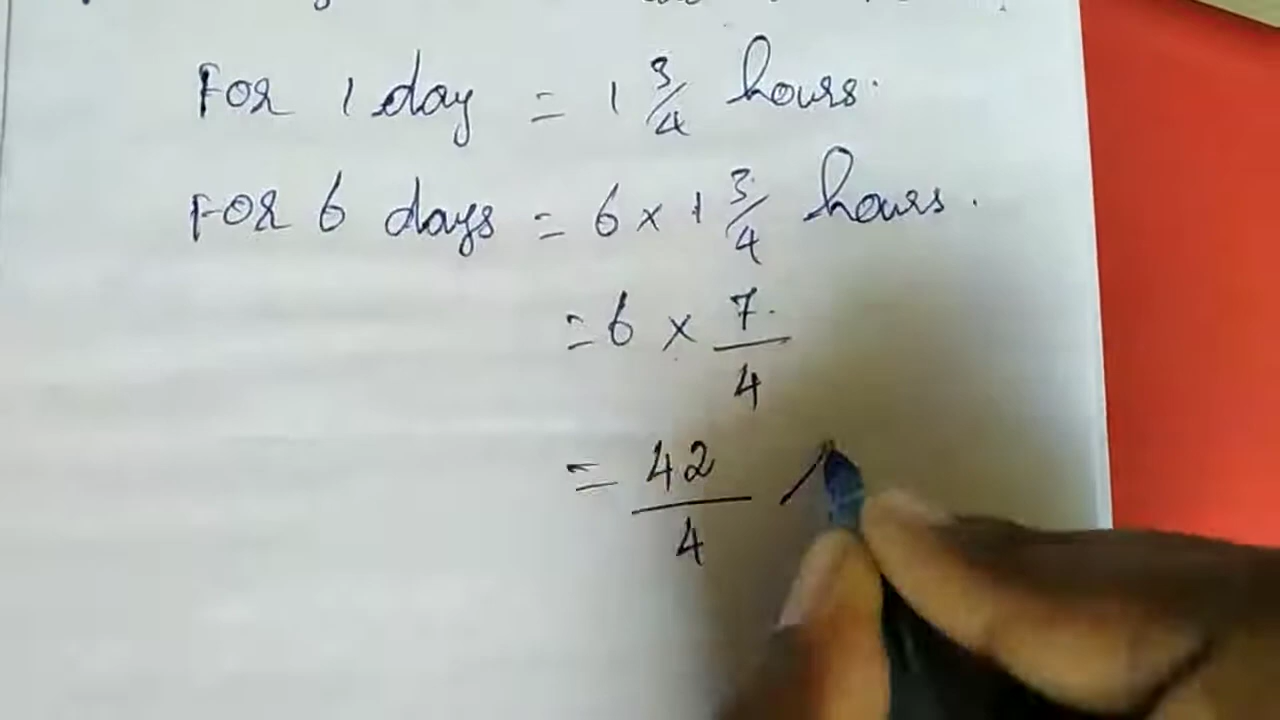 For 1 day = 1 3/4 hours.
For 6 days = 6 x 1 3/4 hours.
= 6 x 7/4
= 42/4